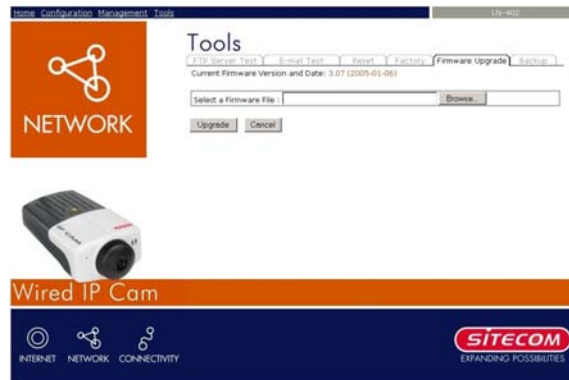 Home Configuration Management Tools
LN-402
Tools
FTP Server Test E-mail Test Reset Factory Firmware Upgrade Backup
Current Firmware Version and Date: 3.07 (2005-01-06)
Select a Firmware File : Browse...
Upgrade Cancel
NETWORK
IP CAM
Wired IP Cam
INTERNET NETWORK CONNECTIVITY
SITECOM
EXPANDING POSSIBILITIES